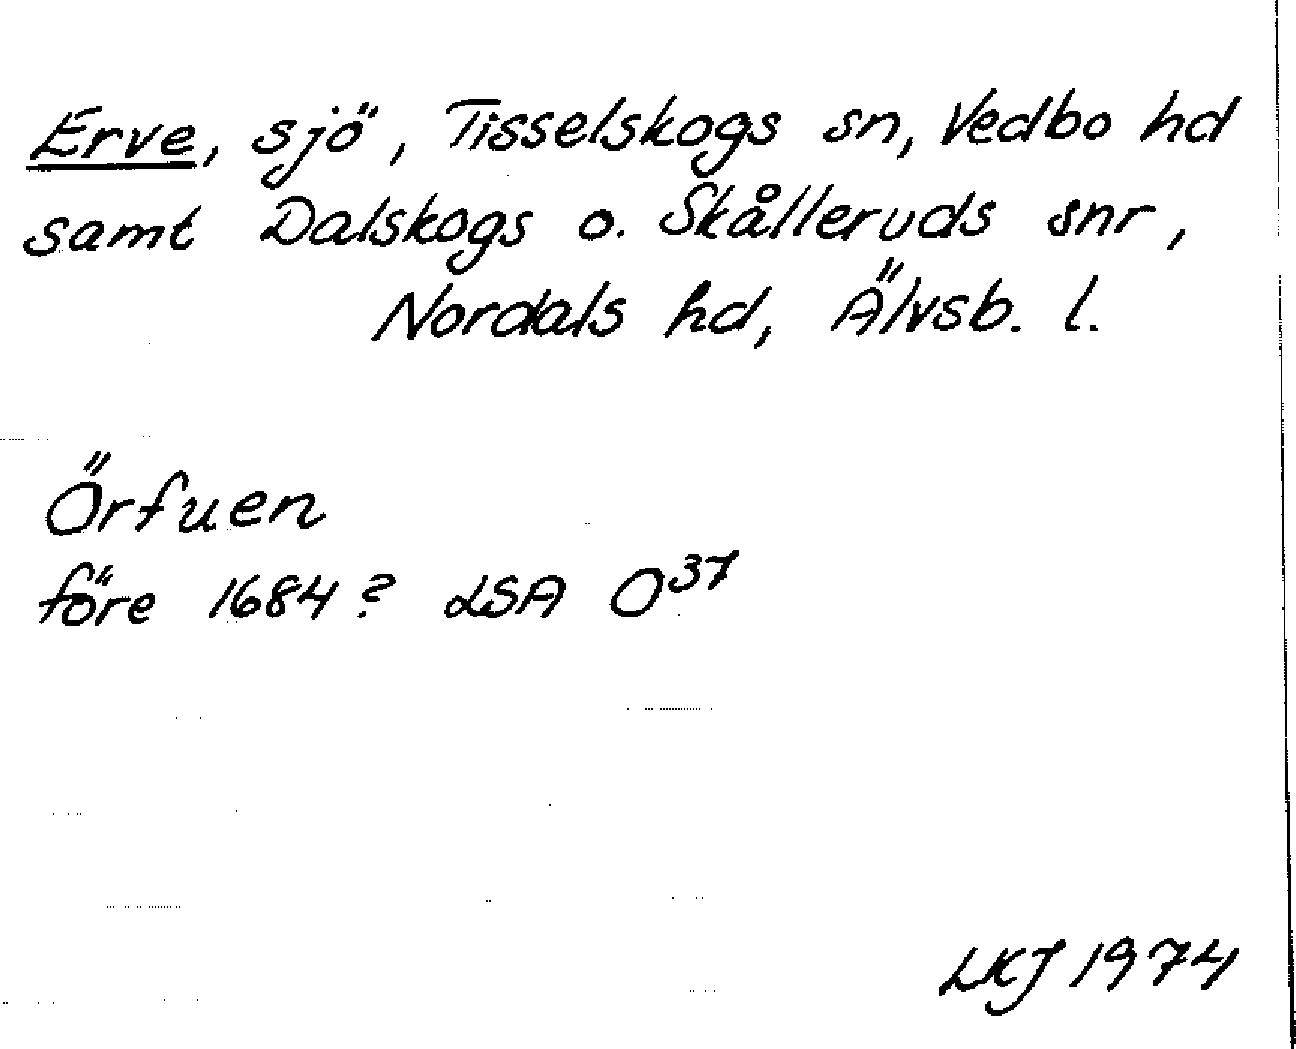 Erve, sjö, Tisselskogs sn, Vedbo hd
samt Dalskogs o. Skålleruds snr,
Nordals hd, Älvsb. l.
Örfuen
före 1684? LSA O³⁷
LKJ 1974